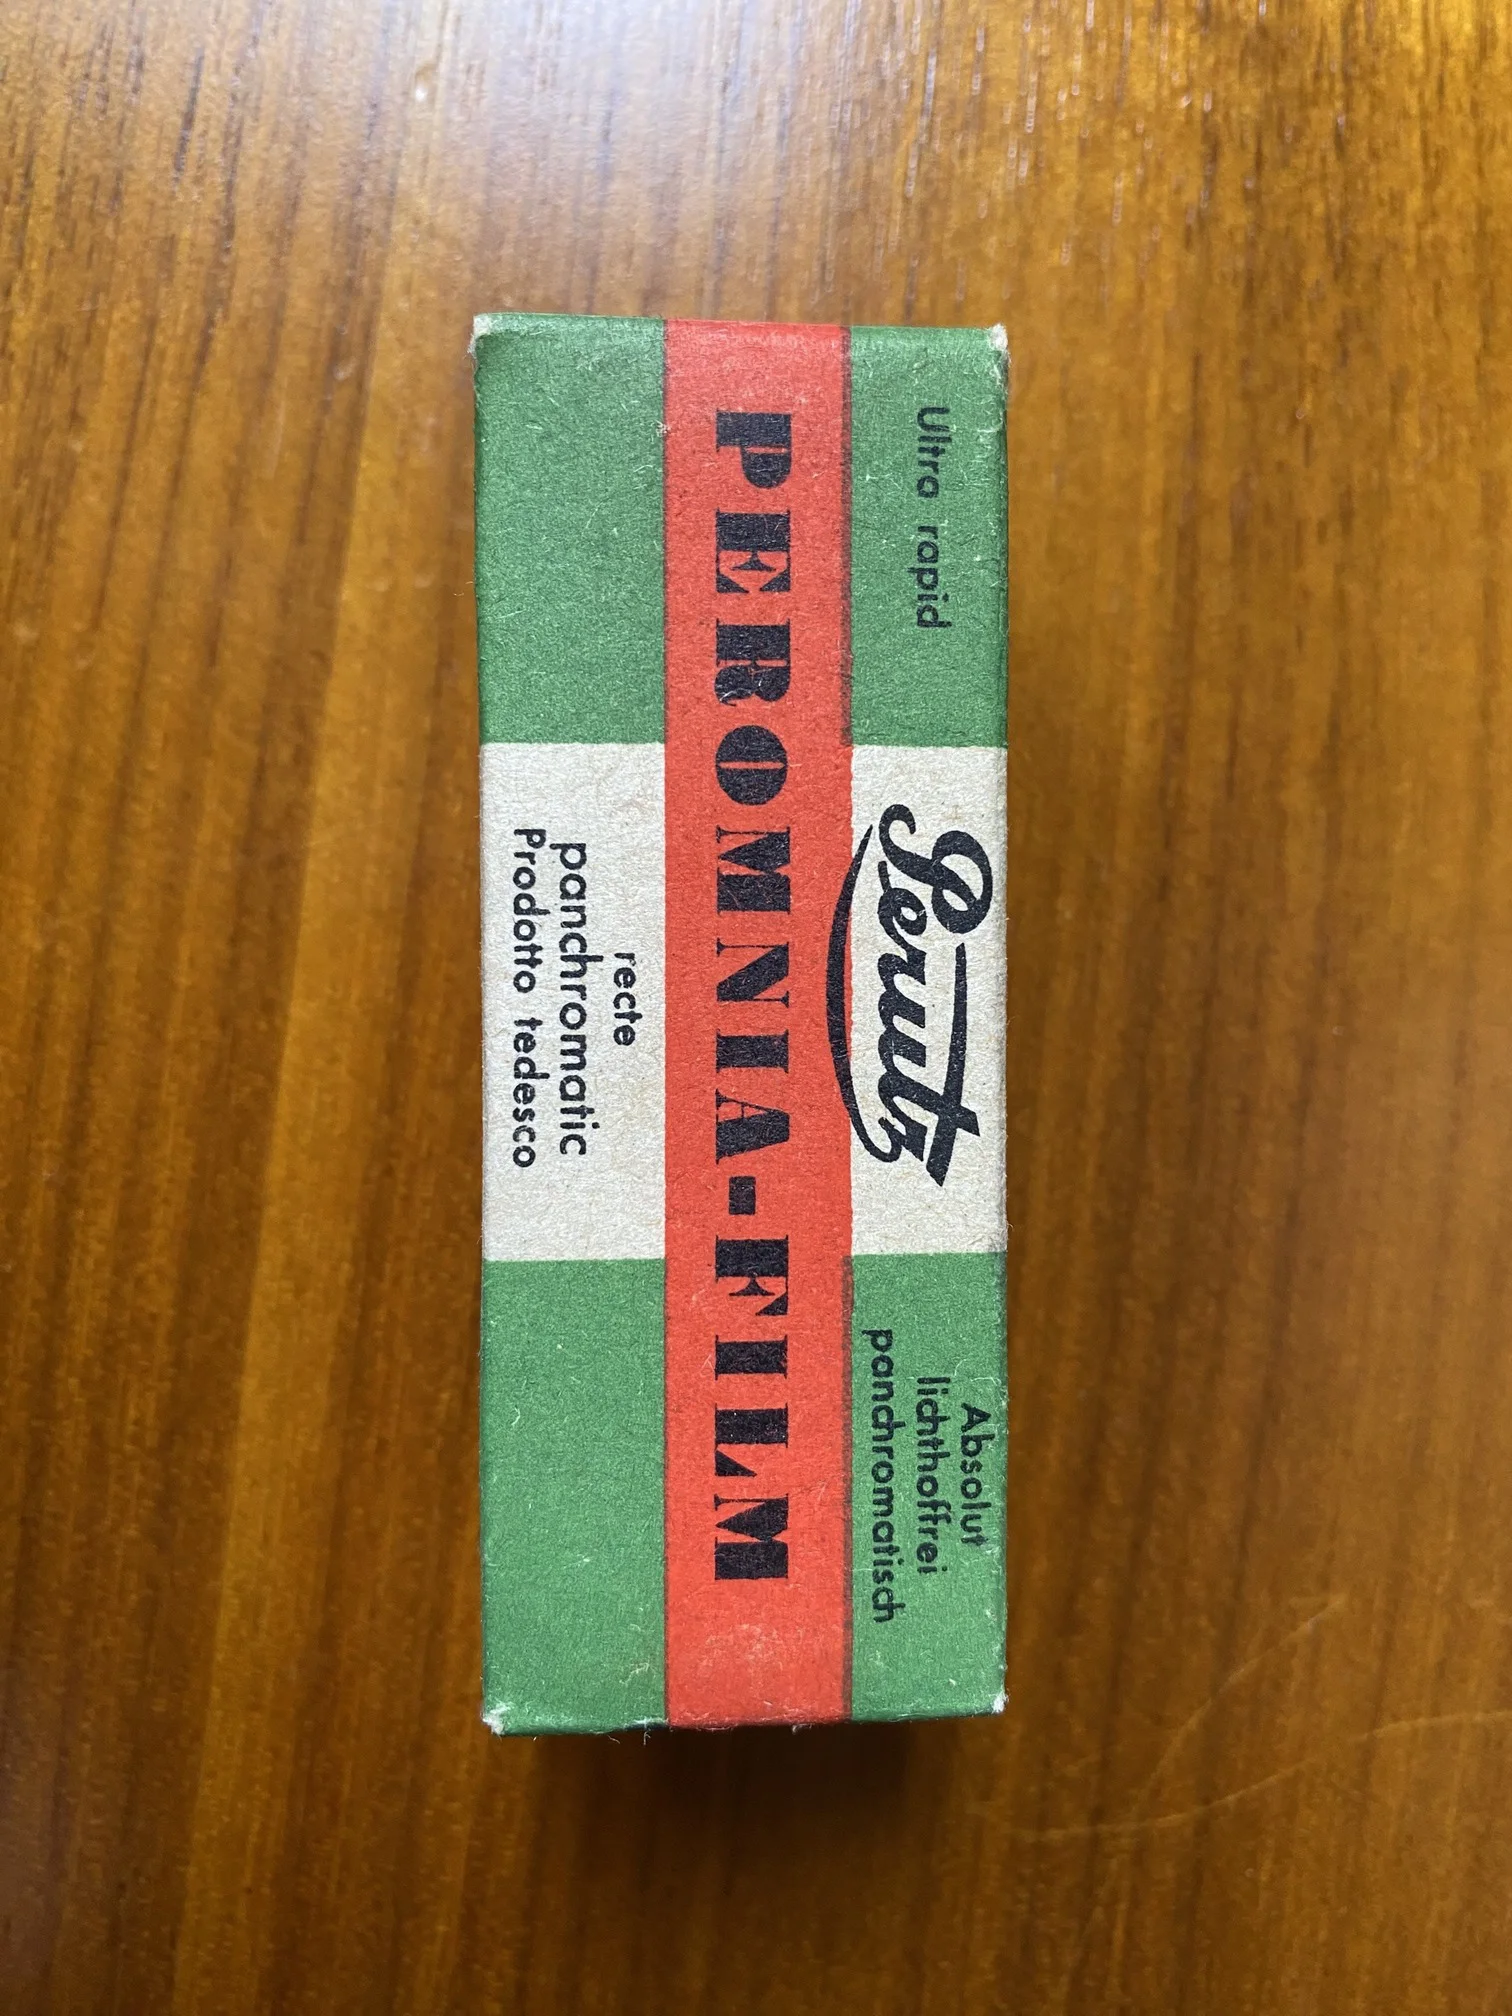 Ultra rapid
Perutz
Absolut
lichthoffrei
panchromatisch
PEROMNIA-FILM
recte
panchromatic
Prodotto tedesco